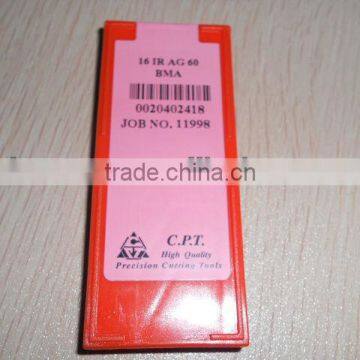 16 IR AG 60
BMA
0020402418
JOB NO. 11998
trade.china.cn
C.P.T.
High Quality
Precision Cutting Tools